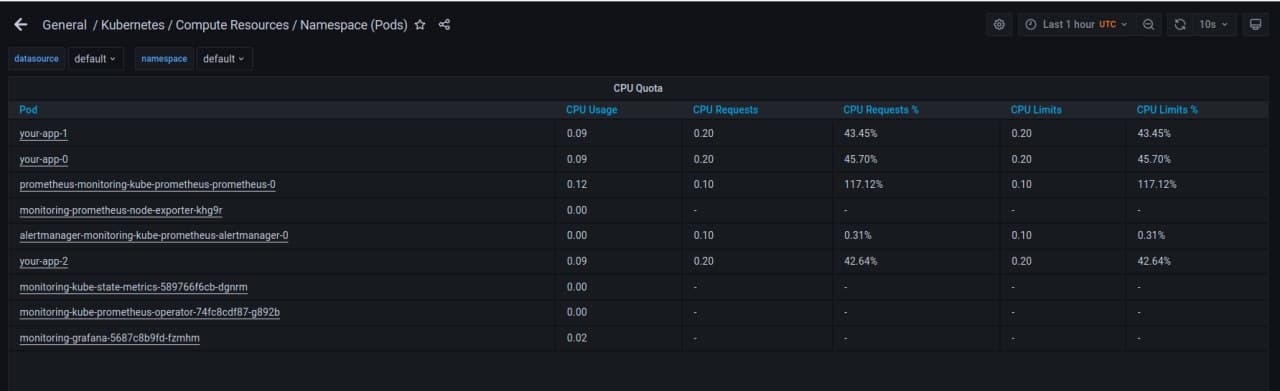 General / Kubernetes / Compute Resources / Namespace (Pods) Last 1 hour UTC 10s
datasource default namespace default
CPU Quota
Pod CPU Usage CPU Requests CPU Requests % CPU Limits CPU Limits %
your-app-1 0.09 0.20 43.45% 0.20 43.45%
your-app-0 0.09 0.20 45.70% 0.20 45.70%
prometheus-monitoring-kube-prometheus-prometheus-0 0.12 0.10 117.12% 0.10 117.12%
monitoring-prometheus-node-exporter-khg9r 0.00 - - - -
alertmanager-monitoring-kube-prometheus-alertmanager-0 0.00 0.10 0.31% 0.10 0.31%
your-app-2 0.09 0.20 42.64% 0.20 42.64%
monitoring-kube-state-metrics-589766f6cb-dgnrm 0.00 - - - -
monitoring-kube-prometheus-operator-74fc8cdf87-g892b 0.00 - - - -
monitoring-grafana-5687c8b9fd-fzmhm 0.02 - - - -